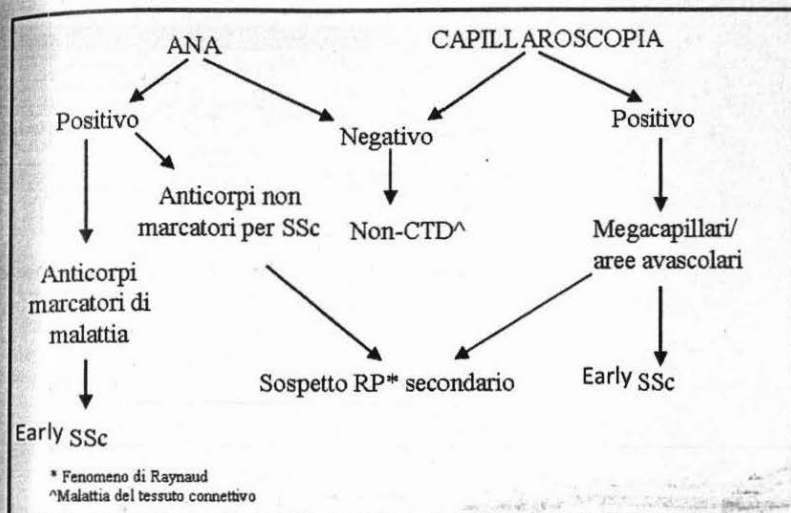 ANA
CAPILLAROSCOPIA
Positivo
Negativo
Positivo
Anticorpi non
marcatori per SSc
Non-CTD^
Megacapillari/
aree avascolari
Anticorpi
marcatori di
malattia
Sospetto RP* secondario
Early SSc
Early SSc
* Fenomeno di Raynaud
^Malattia del tessuto connettivo